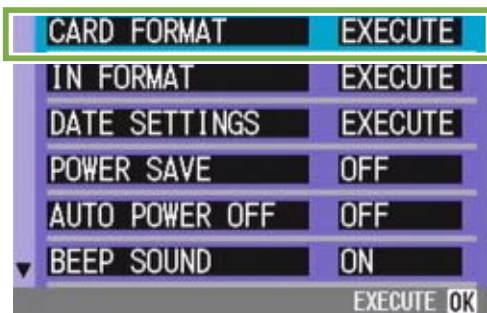 CARD FORMAT EXECUTE
IN FORMAT EXECUTE
DATE SETTINGS EXECUTE
POWER SAVE OFF
AUTO POWER OFF OFF
BEEP SOUND ON
EXECUTE OK